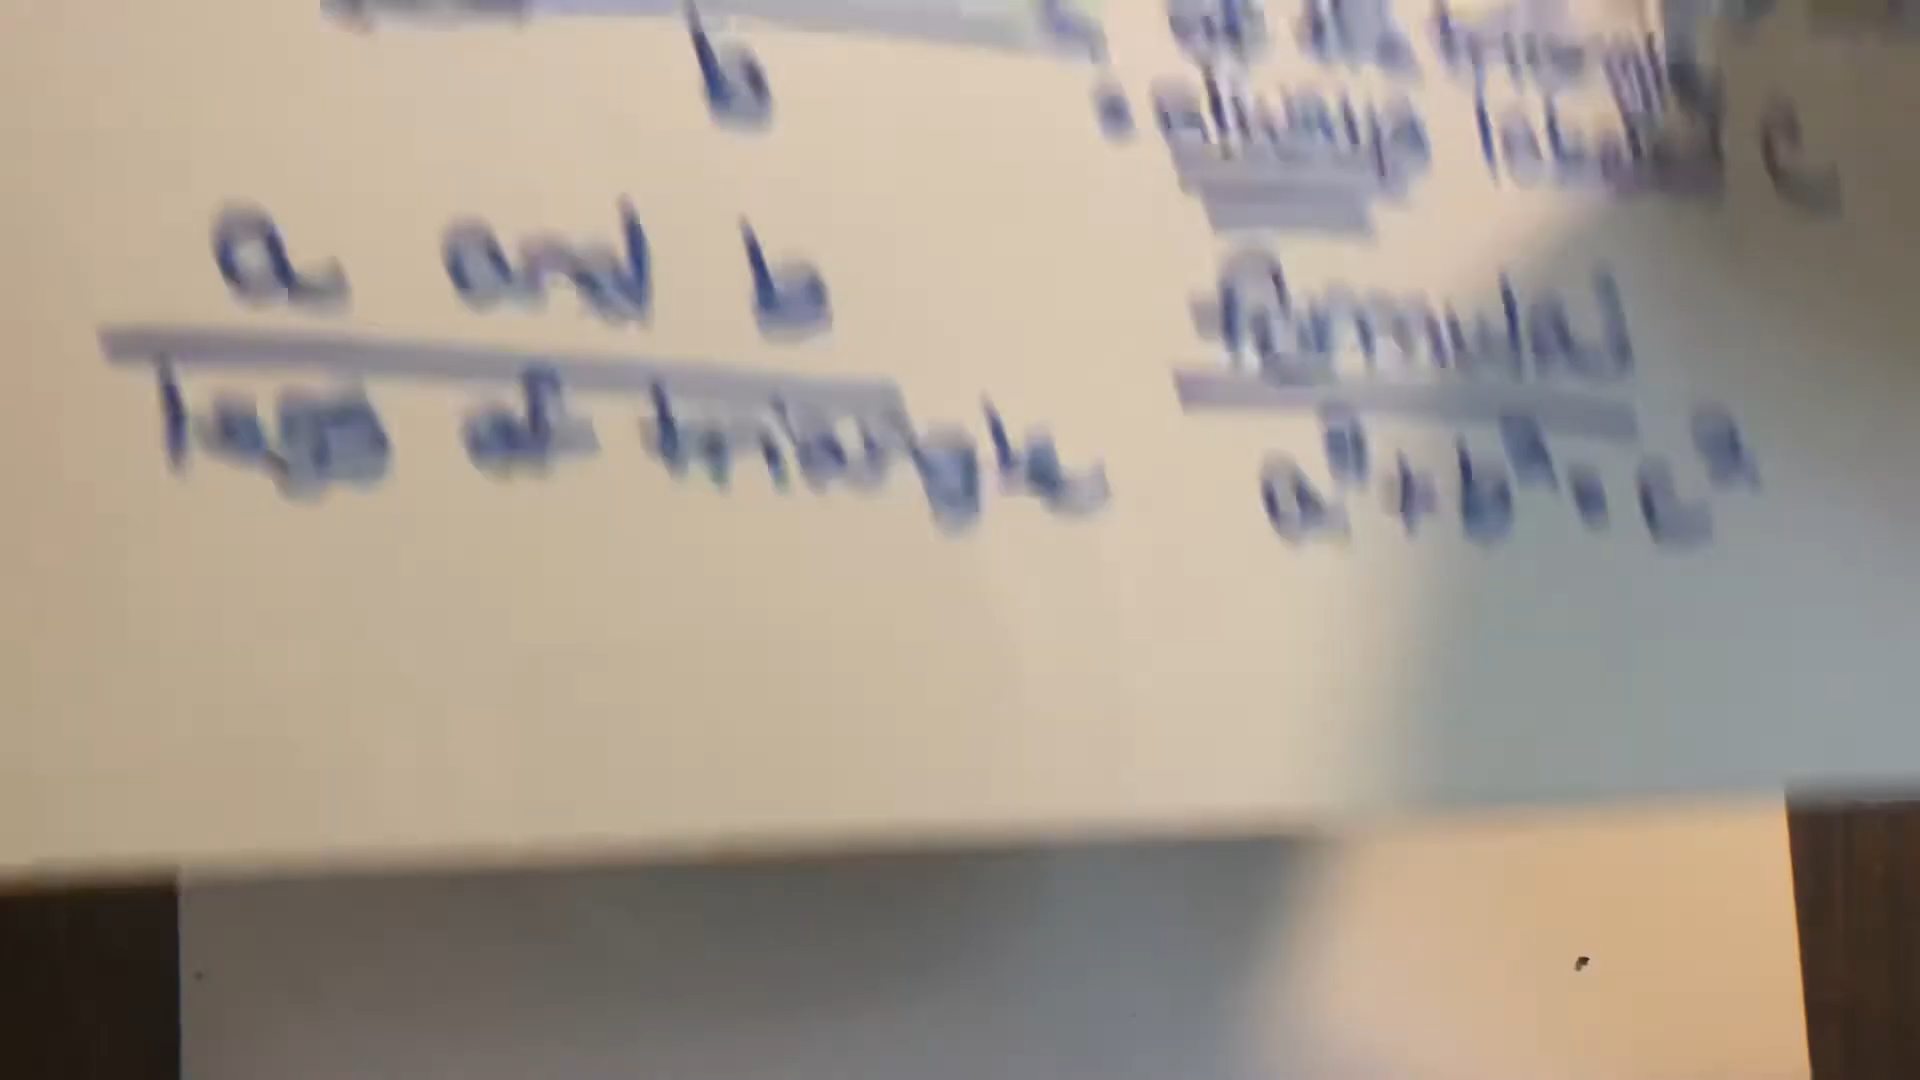 b
always labeled c
a and b
legs of triangle
formula!
a²+b²=c²